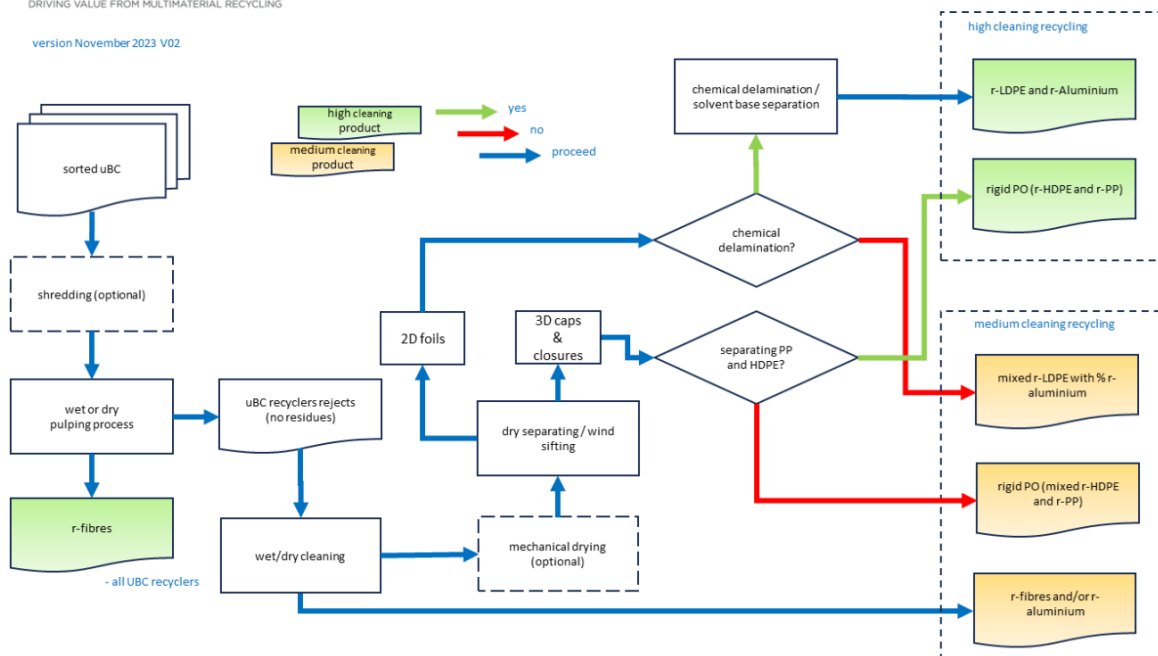 DRIVING VALUE FROM MULTIMATERIAL RECYCLING
version November 2023 V02
sorted uBC
shredding (optional)
wet or dry
pulping process
r-fibres
- all UBC recyclers
high cleaning
product
medium cleaning
product
yes
no
proceed
uBC recyclers rejects
(no residues)
wet/dry cleaning
mechanical drying
(optional)
dry separating / wind
sifting
2D foils
3D caps
&
closures
chemical delamination /
solvent base separation
chemical
delamination?
separating PP
and HDPE?
high cleaning recycling
r-LDPE and r-Aluminium
rigid PO (r-HDPE and r-PP)
medium cleaning recycling
mixed r-LDPE with % r-
aluminium
rigid PO (mixed r-HDPE
and r-PP)
r-fibres and/or r-
aluminium